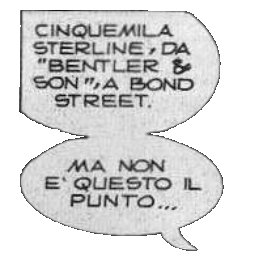 CINQUEMILA
STERLINE, DA
"BENTLER &
SON", A BOND
STREET.
MA NON
E' QUESTO IL
PUNTO...